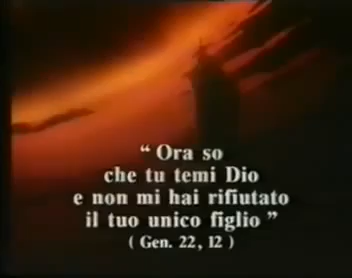 “ Ora so
che tu temi Dio
e non mi hai rifiutato
il tuo unico figlio ”
( Gen. 22, 12 )